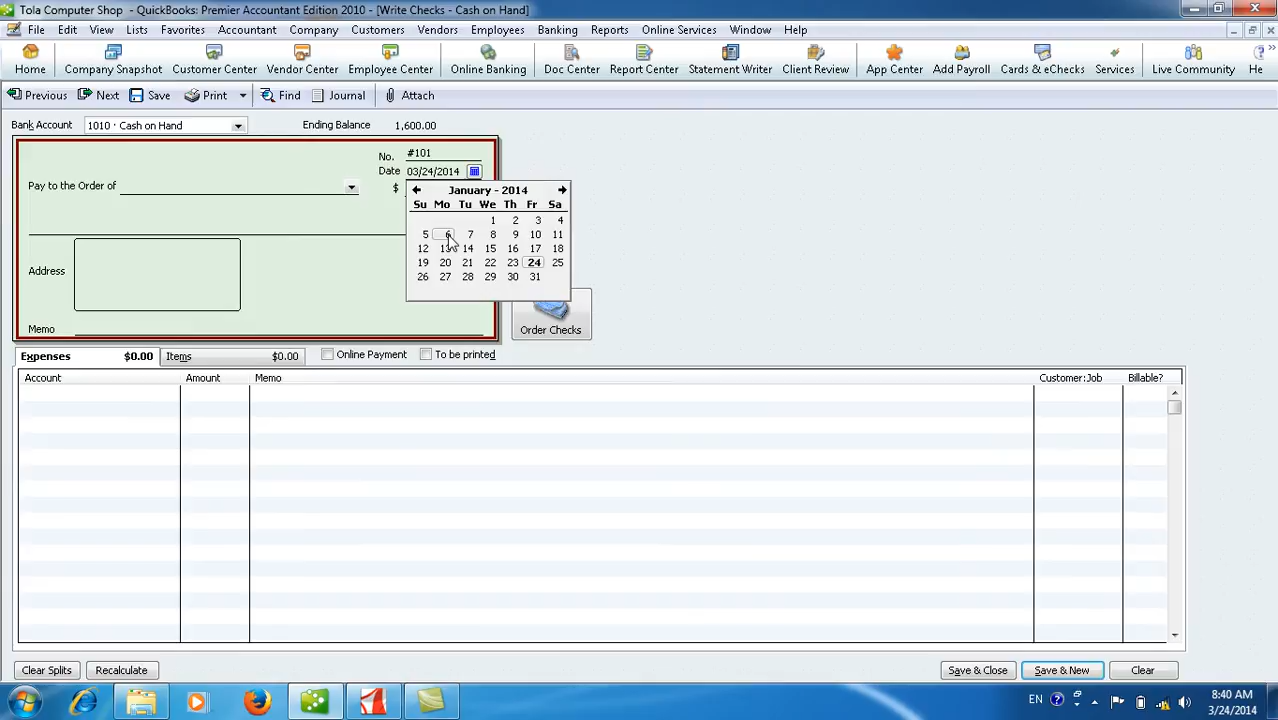 Tola Computer Shop - QuickBooks: Premier Accountant Edition 2010 - [Write Checks - Cash on Hand]
File Edit View Lists Favorites Accountant Company Customers Vendors Employees Banking Reports Online Services Window Help
Home Company Snapshot Customer Center Vendor Center Employee Center Online Banking Doc Center Report Center Statement Writer Client Review App Center Add Payroll Cards & eChecks Services Live Community He
Previous Next Save Print Find Journal Attach
Bank Account 1010 · Cash on Hand Ending Balance 1,600.00
No. #101
Date 03/24/2014
Pay to the Order of $
January - 2014
Su Mo Tu We Th Fr Sa
1 2 3 4
5 6 7 8 9 10 11
12 13 14 15 16 17 18
19 20 21 22 23 24 25
26 27 28 29 30 31
Address
Memo
Order Checks
Expenses $0.00 Items $0.00 Online Payment To be printed
Account Amount Memo Customer:Job Billable?
Clear Splits Recalculate Save & Close Save & New Clear
EN 8:40 AM
3/24/2014